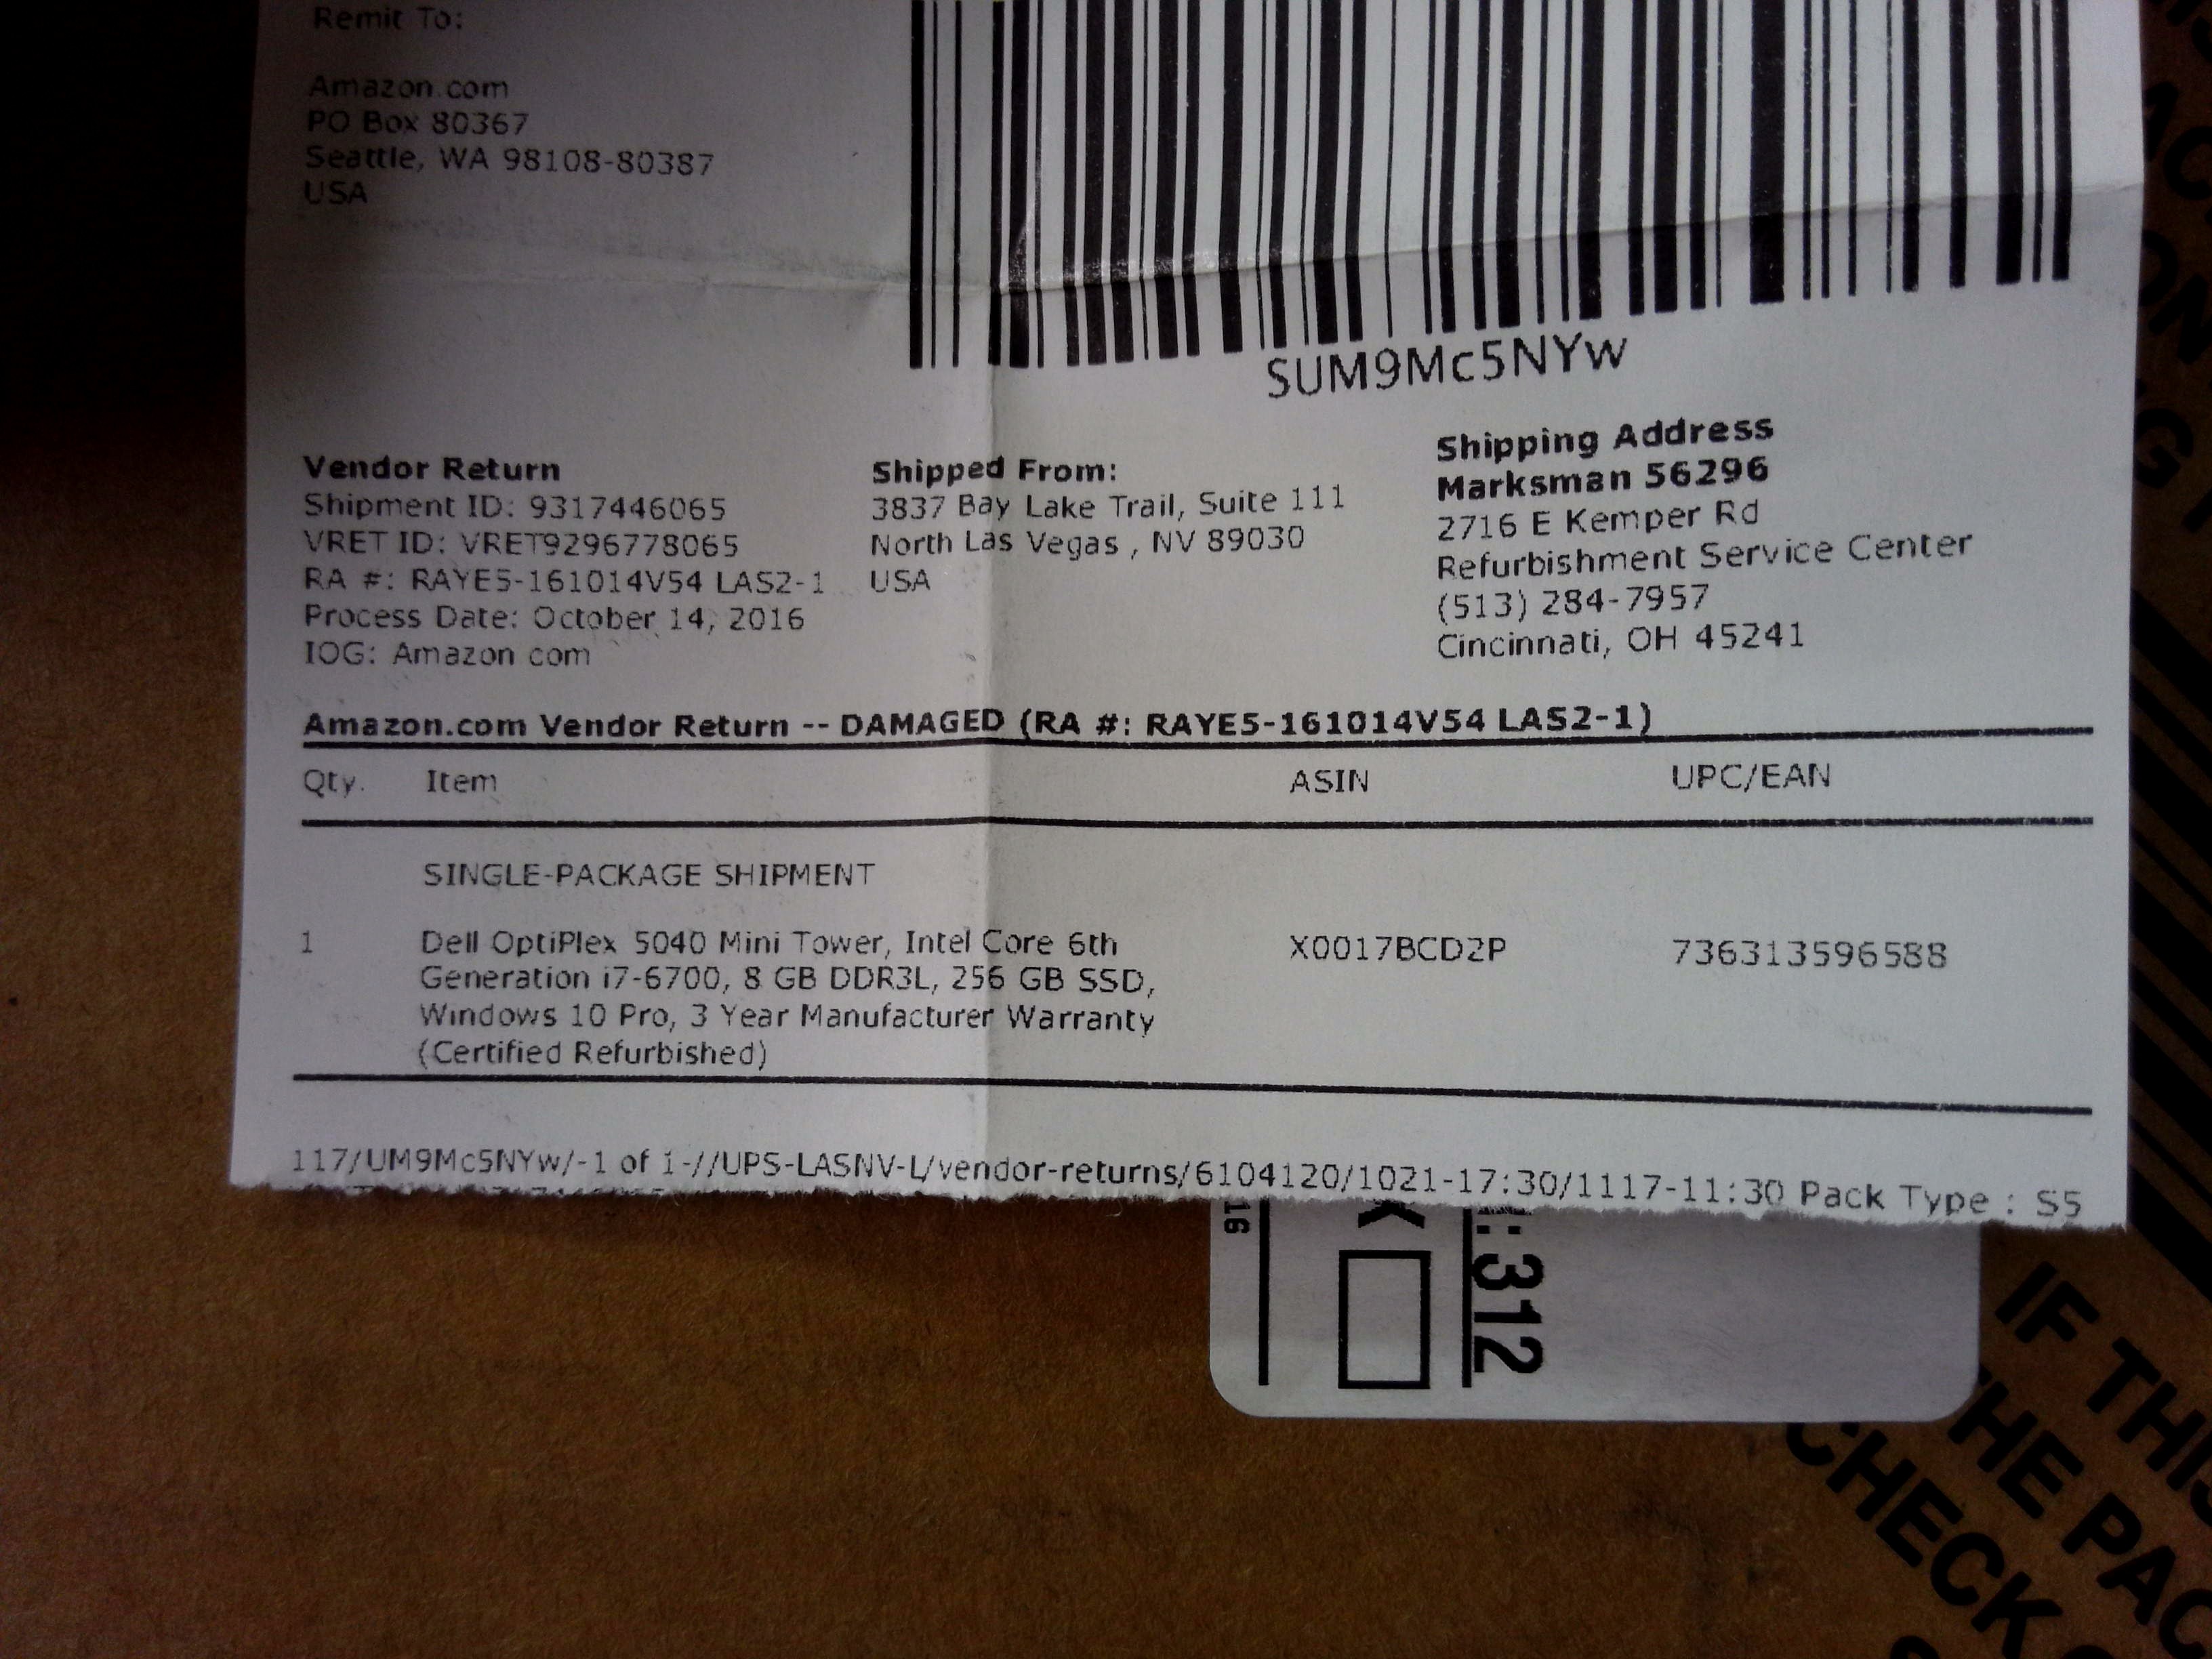 Remit To:
Amazon.com
PO Box 80367
Seattle, WA 98108-80387
USA
SUM9Mc5NYw
Vendor Return
Shipment ID: 9317446065
VRET ID: VRET9296778065
RA #: RAYE5-161014V54 LAS2-1
Process Date: October 14, 2016
IOG: Amazon com
Shipped From:
3837 Bay Lake Trail, Suite 111
North Las Vegas , NV 89030
USA
Shipping Address
Marksman 56296
2716 E Kemper Rd
Refurbishment Service Center
(513) 284-7957
Cincinnati, OH 45241
Amazon.com Vendor Return -- DAMAGED (RA #: RAYE5-161014V54 LAS2-1)
Qty. Item ASIN UPC/EAN
SINGLE-PACKAGE SHIPMENT
1 Dell OptiPlex 5040 Mini Tower, Intel Core 6th X0017BCD2P 736313596588
Generation i7-6700, 8 GB DDR3L, 256 GB SSD,
Windows 10 Pro, 3 Year Manufacturer Warranty
(Certified Refurbished)
117/UM9Mc5NYw/-1 of 1-//UPS-LASNV-L/vendor-returns/6104120/1021-17:30/1117-11:30 Pack Type : S5
16
K
:312
IF THIS
THE PAC
CHECK